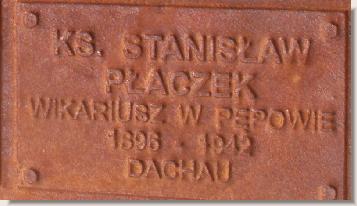 KS. STANISŁAW
PŁACZEK
WIKARIUSZ W PĘPOWIE
1896 - 1942
DACHAU